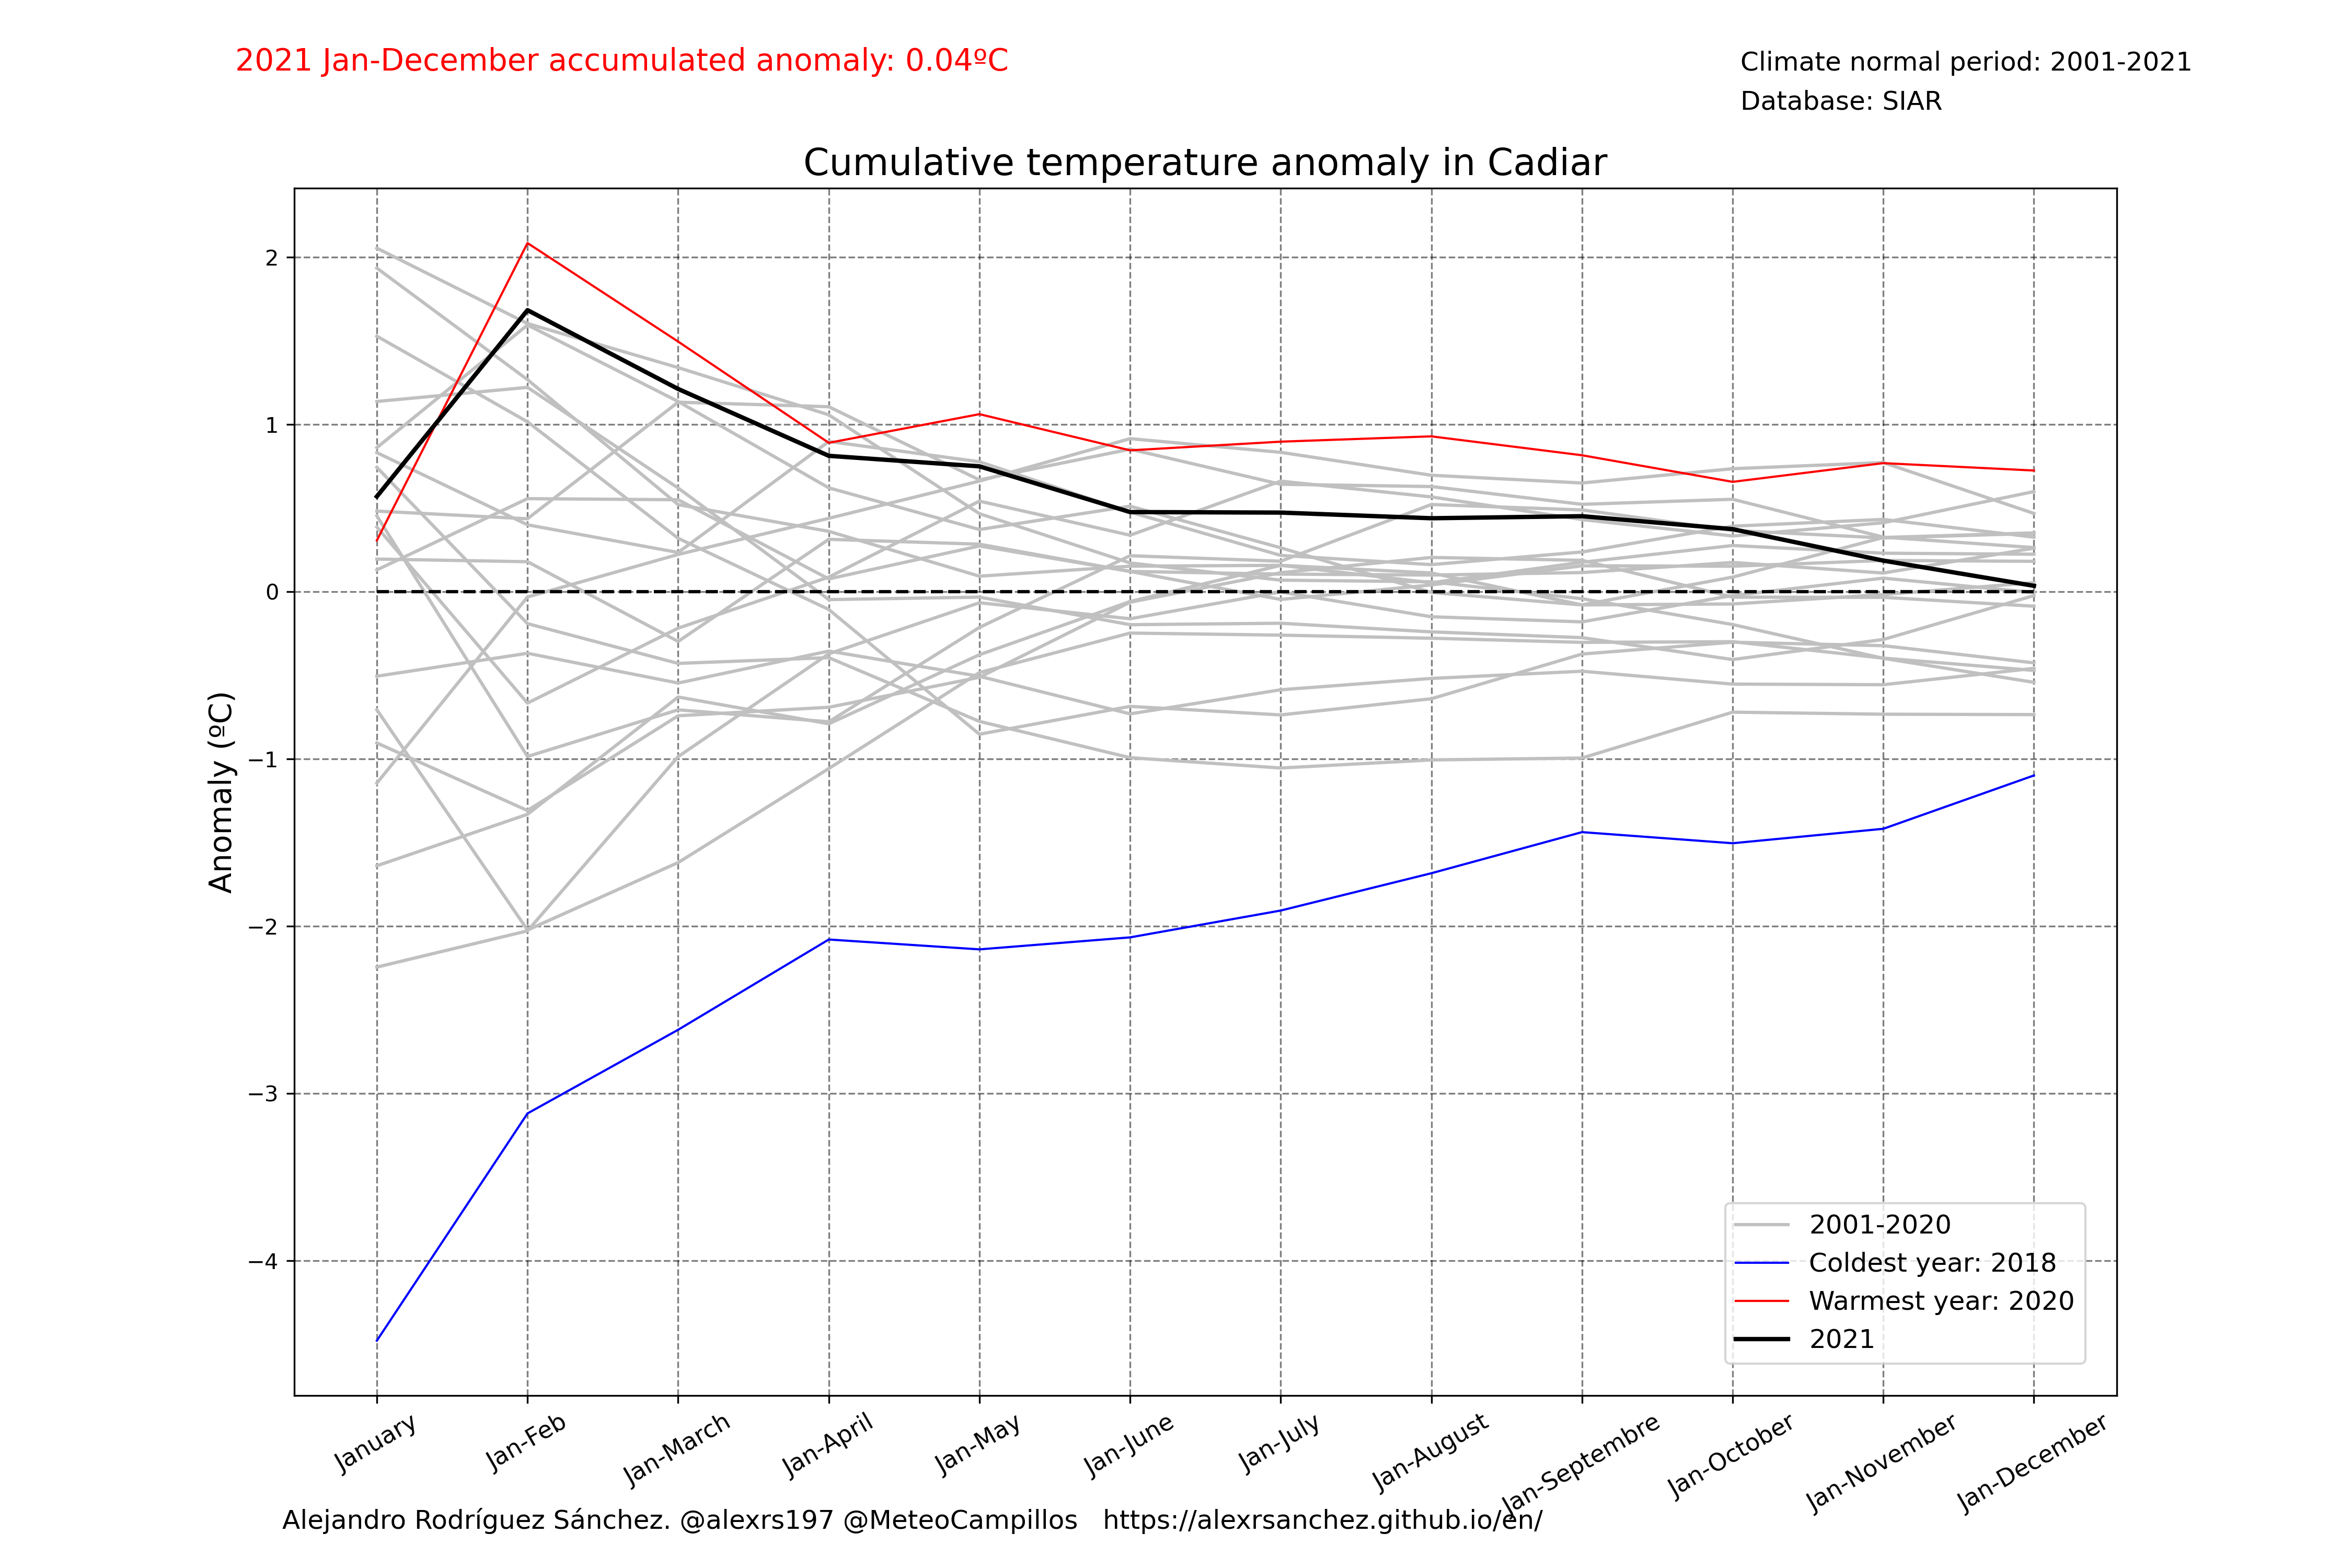 2021 Jan-December accumulated anomaly: 0.04ºC
Climate normal period: 2001-2021
Database: SIAR
Cumulative temperature anomaly in Cadiar
Anomaly (ºC)
2
1
0
−1
−2
−3
−4
2001-2020
Coldest year: 2018
Warmest year: 2020
2021
January
Jan-Feb
Jan-March
Jan-April
Jan-May
Jan-June
Jan-July
Jan-August
Jan-Septembre
Jan-October
Jan-November
Jan-December
Alejandro Rodríguez Sánchez. @alexrs197 @MeteoCampillos   https://alexrsanchez.github.io/en/